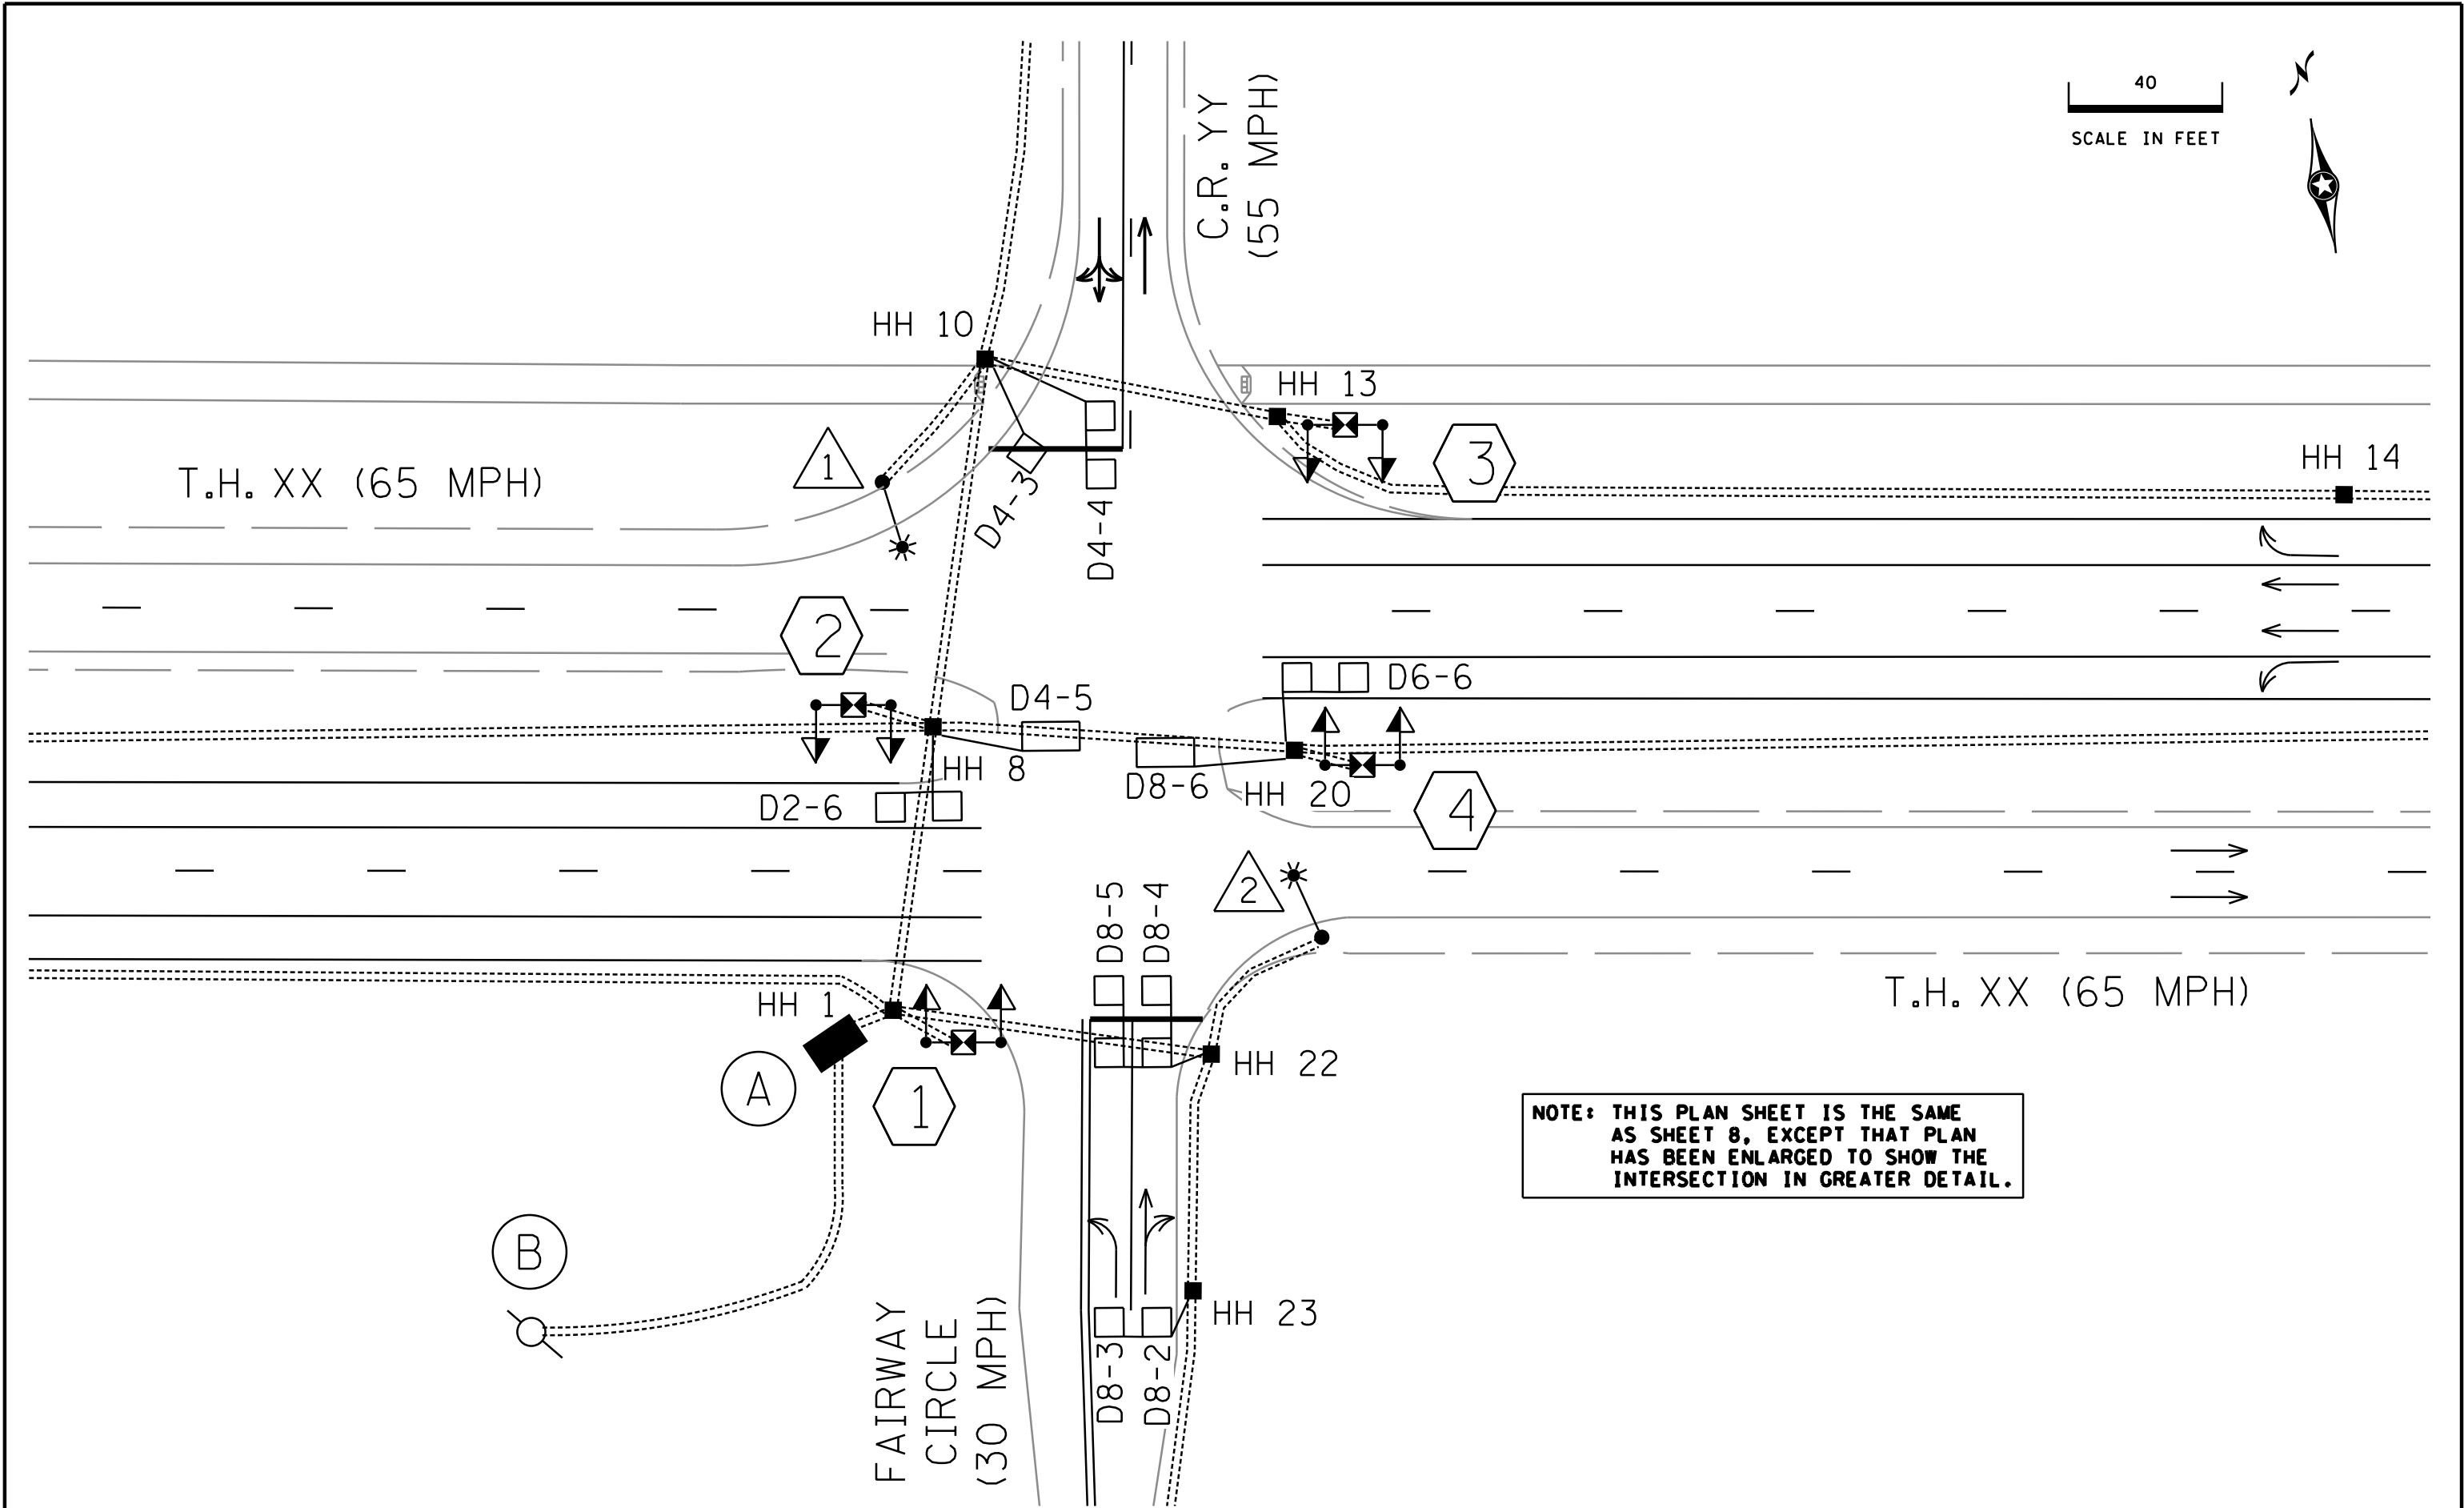 40
SCALE IN FEET
C.R. YY
(55 MPH)
HH 10
HH 13
HH 14
T.H. XX (65 MPH)
1
3
D4-3
D4-4
2
D4-5
D6-6
HH 8
D8-6
HH 20
D2-6
4
2
D8-5
D8-4
HH 1
T.H. XX (65 MPH)
HH 22
A
1
NOTE: THIS PLAN SHEET IS THE SAME
AS SHEET 8, EXCEPT THAT PLAN
HAS BEEN ENLARGED TO SHOW THE
INTERSECTION IN GREATER DETAIL.
B
HH 23
D8-3
D8-2
FAIRWAY
CIRCLE
(30 MPH)